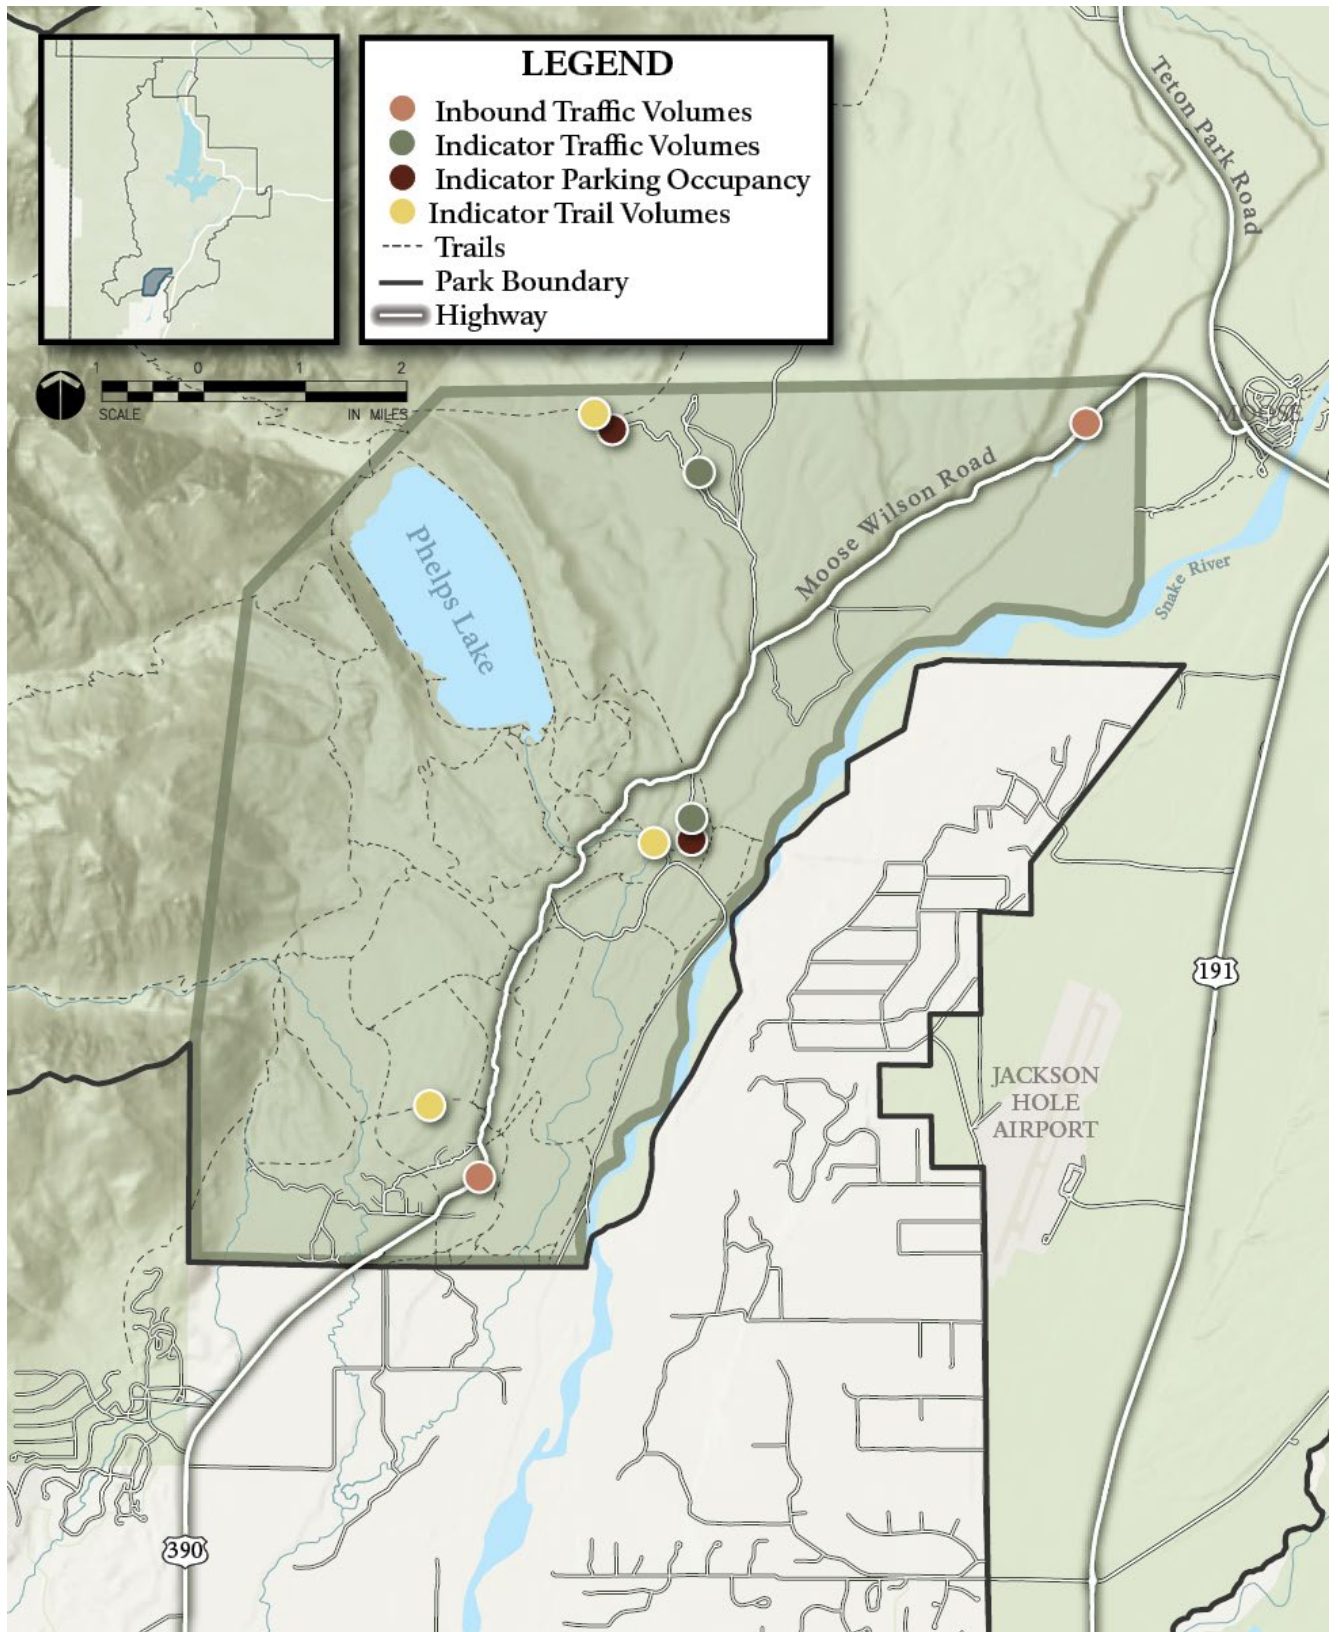 LEGEND
Inbound Traffic Volumes
Indicator Traffic Volumes
Indicator Parking Occupancy
Indicator Trail Volumes
Trails
Park Boundary
Highway
Teton Park Road
1 0 1 2
SCALE IN MILES
MOOSE
Moose Wilson Road
Phelps Lake
Snake River
191
JACKSON
HOLE
AIRPORT
390